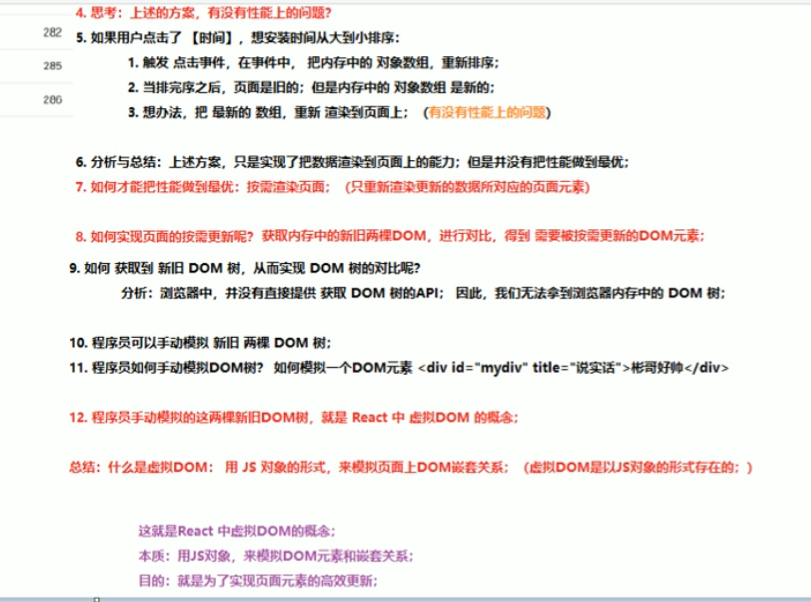 4. 思考：上述的方案，有没有性能上的问题?
282
5. 如果用户点击了 【时间】，想安装时间从大到小排序：
285
1. 触发 点击事件，在事件中， 把内存中的 对象数组，重新排序；
286
2. 当排完序之后，页面是旧的；但是内存中的 对象数组 是新的；
3. 想办法，把 最新的 数组，重新 渲染到页面上； （有没有性能上的问题）
6. 分析与总结：上述方案，只是实现了把数据渲染到页面上的能力；但是并没有把性能做到最优；
7. 如何才能把性能做到最优：按需渲染页面； （只重新渲染更新的数据所对应的页面元素）
8. 如何实现页面的按需更新呢？ 获取内存中的新旧两棵DOM，进行对比，得到 需要被按需更新的DOM元素；
9. 如何 获取到 新旧 DOM 树，从而实现 DOM 树的对比呢？
分析：浏览器中，并没有直接提供 获取 DOM 树的API； 因此，我们无法拿到浏览器内存中的 DOM 树；
10. 程序员可以手动模拟 新旧 两棵 DOM 树；
11. 程序员如何手动模拟DOM树？ 如何模拟一个DOM元素 <div id="mydiv" title="说实话">彬哥好帅</div>
12. 程序员手动模拟的这两棵新旧DOM树，就是 React 中 虚拟DOM 的概念；
总结：什么是虚拟DOM： 用 JS 对象的形式，来模拟页面上DOM嵌套关系； （虚拟DOM是以JS对象的形式存在的；）
这就是React 中虚拟DOM的概念；
本质：用JS对象，来模拟DOM元素和嵌套关系；
目的：就是为了实现页面元素的高效更新；